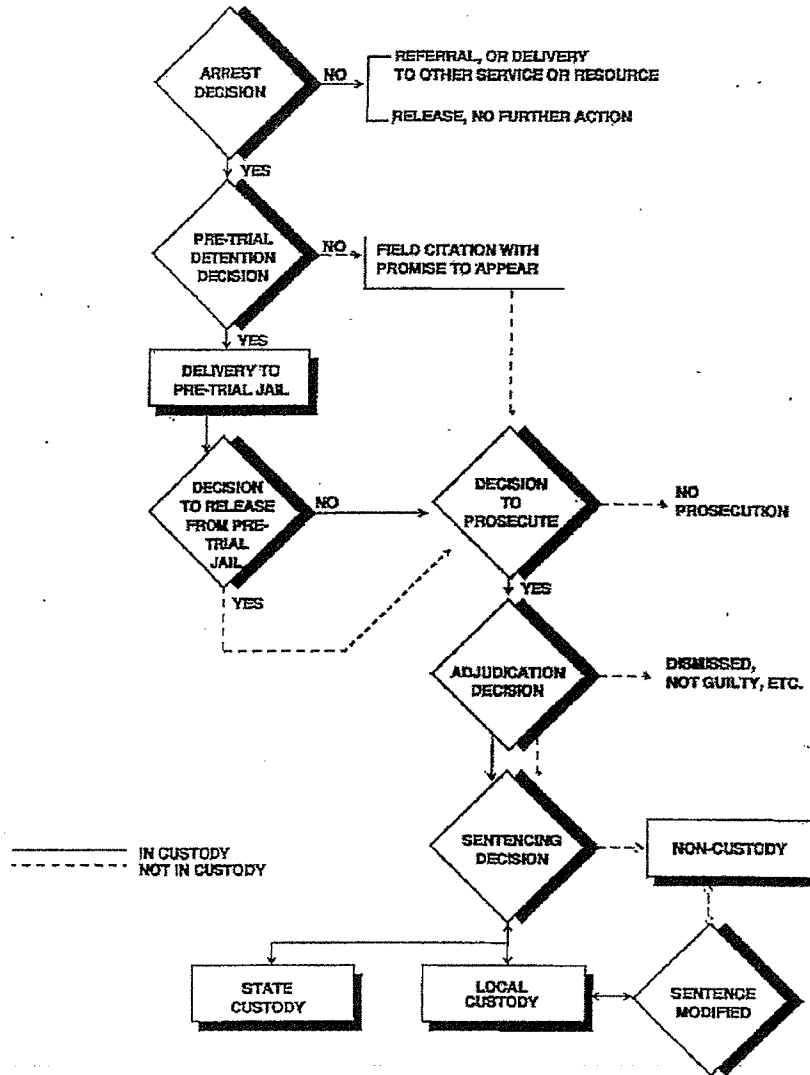 ARREST
DECISION
NO
REFERRAL, OR DELIVERY
TO OTHER SERVICE OR RESOURCE
RELEASE, NO FURTHER ACTION
YES
PRE-TRIAL
DETENTION
DECISION
NO
FIELD CITATION WITH
PROMISE TO APPEAR
YES
DELIVERY TO
PRE-TRIAL JAIL
DECISION
TO RELEASE
FROM PRE-
TRIAL
JAIL
NO
DECISION
TO
PROSECUTE
NO
PROSECUTION
YES
YES
ADJUDICATION
DECISION
DISMISSED,
NOT GUILTY, ETC.
SENTENCING
DECISION
NON-CUSTODY
IN CUSTODY
NOT IN CUSTODY
STATE
CUSTODY
LOCAL
CUSTODY
SENTENCE
MODIFIED